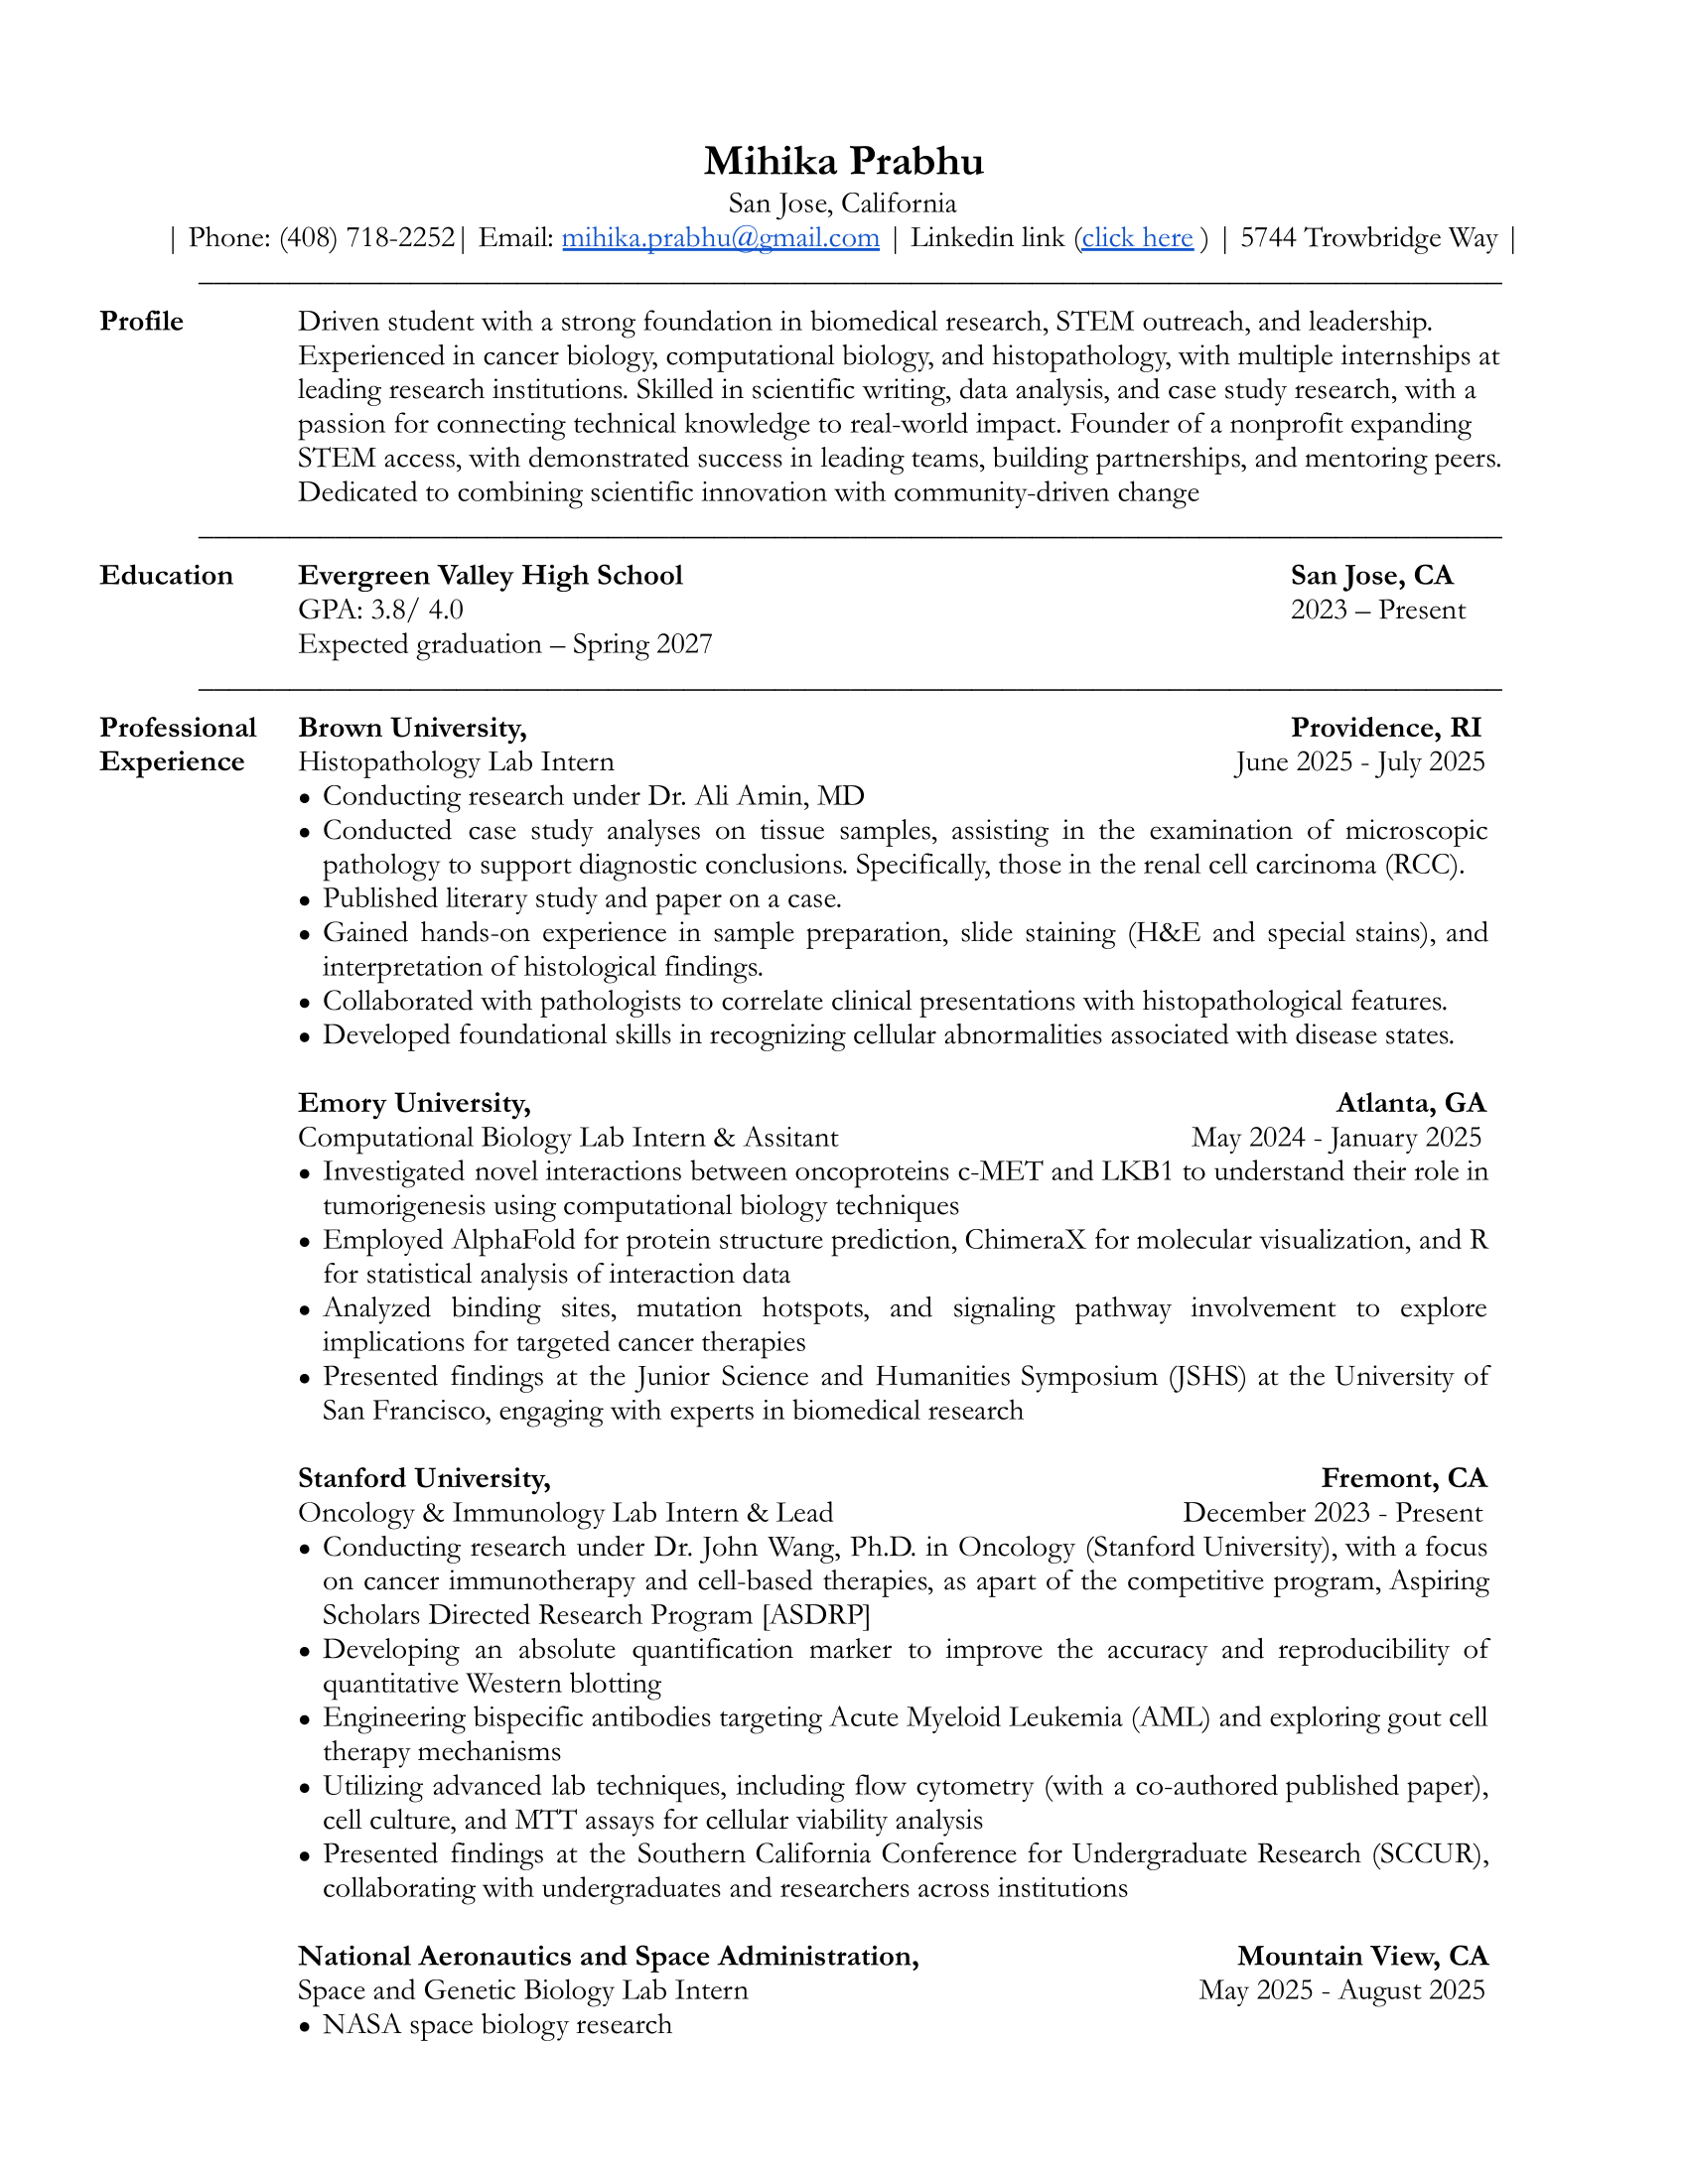 Mihika Prabhu
San Jose, California
| Phone: (408) 718-2252| Email: mihika.prabhu@gmail.com | Linkedin link (click here ) | 5744 Trowbridge Way |
Profile Driven student with a strong foundation in biomedical research, STEM outreach, and leadership.
Experienced in cancer biology, computational biology, and histopathology, with multiple internships at
leading research institutions. Skilled in scientific writing, data analysis, and case study research, with a
passion for connecting technical knowledge to real-world impact. Founder of a nonprofit expanding
STEM access, with demonstrated success in leading teams, building partnerships, and mentoring peers.
Dedicated to combining scientific innovation with community-driven change
Education Evergreen Valley High School San Jose, CA
GPA: 3.8/ 4.0 2023 – Present
Expected graduation – Spring 2027
Professional Brown University, Providence, RI
Experience Histopathology Lab Intern June 2025 - July 2025
● Conducting research under Dr. Ali Amin, MD
● Conducted case study analyses on tissue samples, assisting in the examination of microscopic
pathology to support diagnostic conclusions. Specifically, those in the renal cell carcinoma (RCC).
● Published literary study and paper on a case.
● Gained hands-on experience in sample preparation, slide staining (H&E and special stains), and
interpretation of histological findings.
● Collaborated with pathologists to correlate clinical presentations with histopathological features.
● Developed foundational skills in recognizing cellular abnormalities associated with disease states.
Emory University, Atlanta, GA
Computational Biology Lab Intern & Assitant May 2024 - January 2025
● Investigated novel interactions between oncoproteins c-MET and LKB1 to understand their role in
tumorigenesis using computational biology techniques
● Employed AlphaFold for protein structure prediction, ChimeraX for molecular visualization, and R
for statistical analysis of interaction data
● Analyzed binding sites, mutation hotspots, and signaling pathway involvement to explore
implications for targeted cancer therapies
● Presented findings at the Junior Science and Humanities Symposium (JSHS) at the University of
San Francisco, engaging with experts in biomedical research
Stanford University, Fremont, CA
Oncology & Immunology Lab Intern & Lead December 2023 - Present
● Conducting research under Dr. John Wang, Ph.D. in Oncology (Stanford University), with a focus
on cancer immunotherapy and cell-based therapies, as apart of the competitive program, Aspiring
Scholars Directed Research Program [ASDRP]
● Developing an absolute quantification marker to improve the accuracy and reproducibility of
quantitative Western blotting
● Engineering bispecific antibodies targeting Acute Myeloid Leukemia (AML) and exploring gout cell
therapy mechanisms
● Utilizing advanced lab techniques, including flow cytometry (with a co-authored published paper),
cell culture, and MTT assays for cellular viability analysis
● Presented findings at the Southern California Conference for Undergraduate Research (SCCUR),
collaborating with undergraduates and researchers across institutions
National Aeronautics and Space Administration, Mountain View, CA
Space and Genetic Biology Lab Intern May 2025 - August 2025
● NASA space biology research